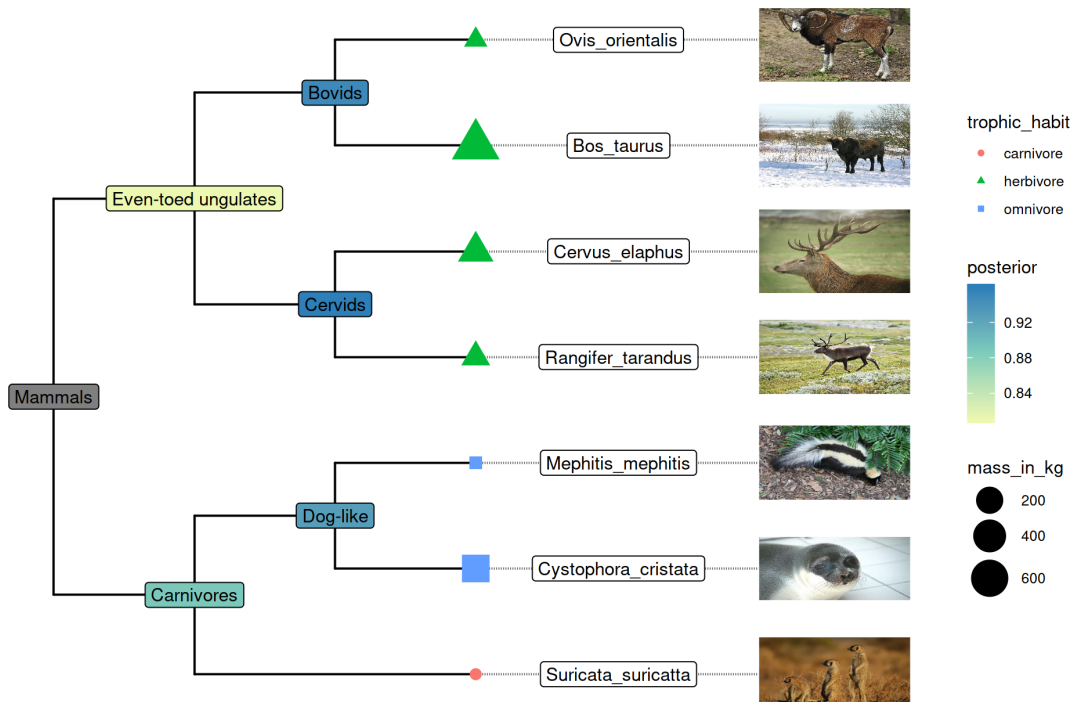 Ovis_orientalis
Bovids
Bos_taurus
Even-toed ungulates
Cervus_elaphus
Cervids
Rangifer_tarandus
Mammals
Mephitis_mephitis
Dog-like
Cystophora_cristata
Carnivores
Suricata_suricatta
trophic_habit
carnivore
herbivore
omnivore
posterior
0.92
0.88
0.84
mass_in_kg
200
400
600